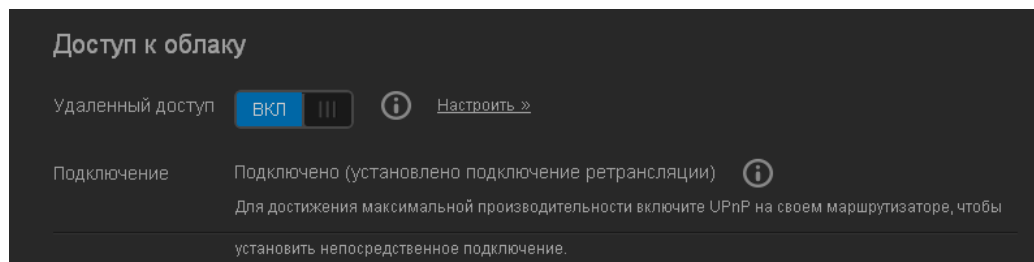 Доступ к облаку
Удаленный доступ ВКЛ Настроить »
Подключение Подключено (установлено подключение ретрансляции)
Для достижения максимальной производительности включите UPnP на своем маршрутизаторе, чтобы
установить непосредственное подключение.